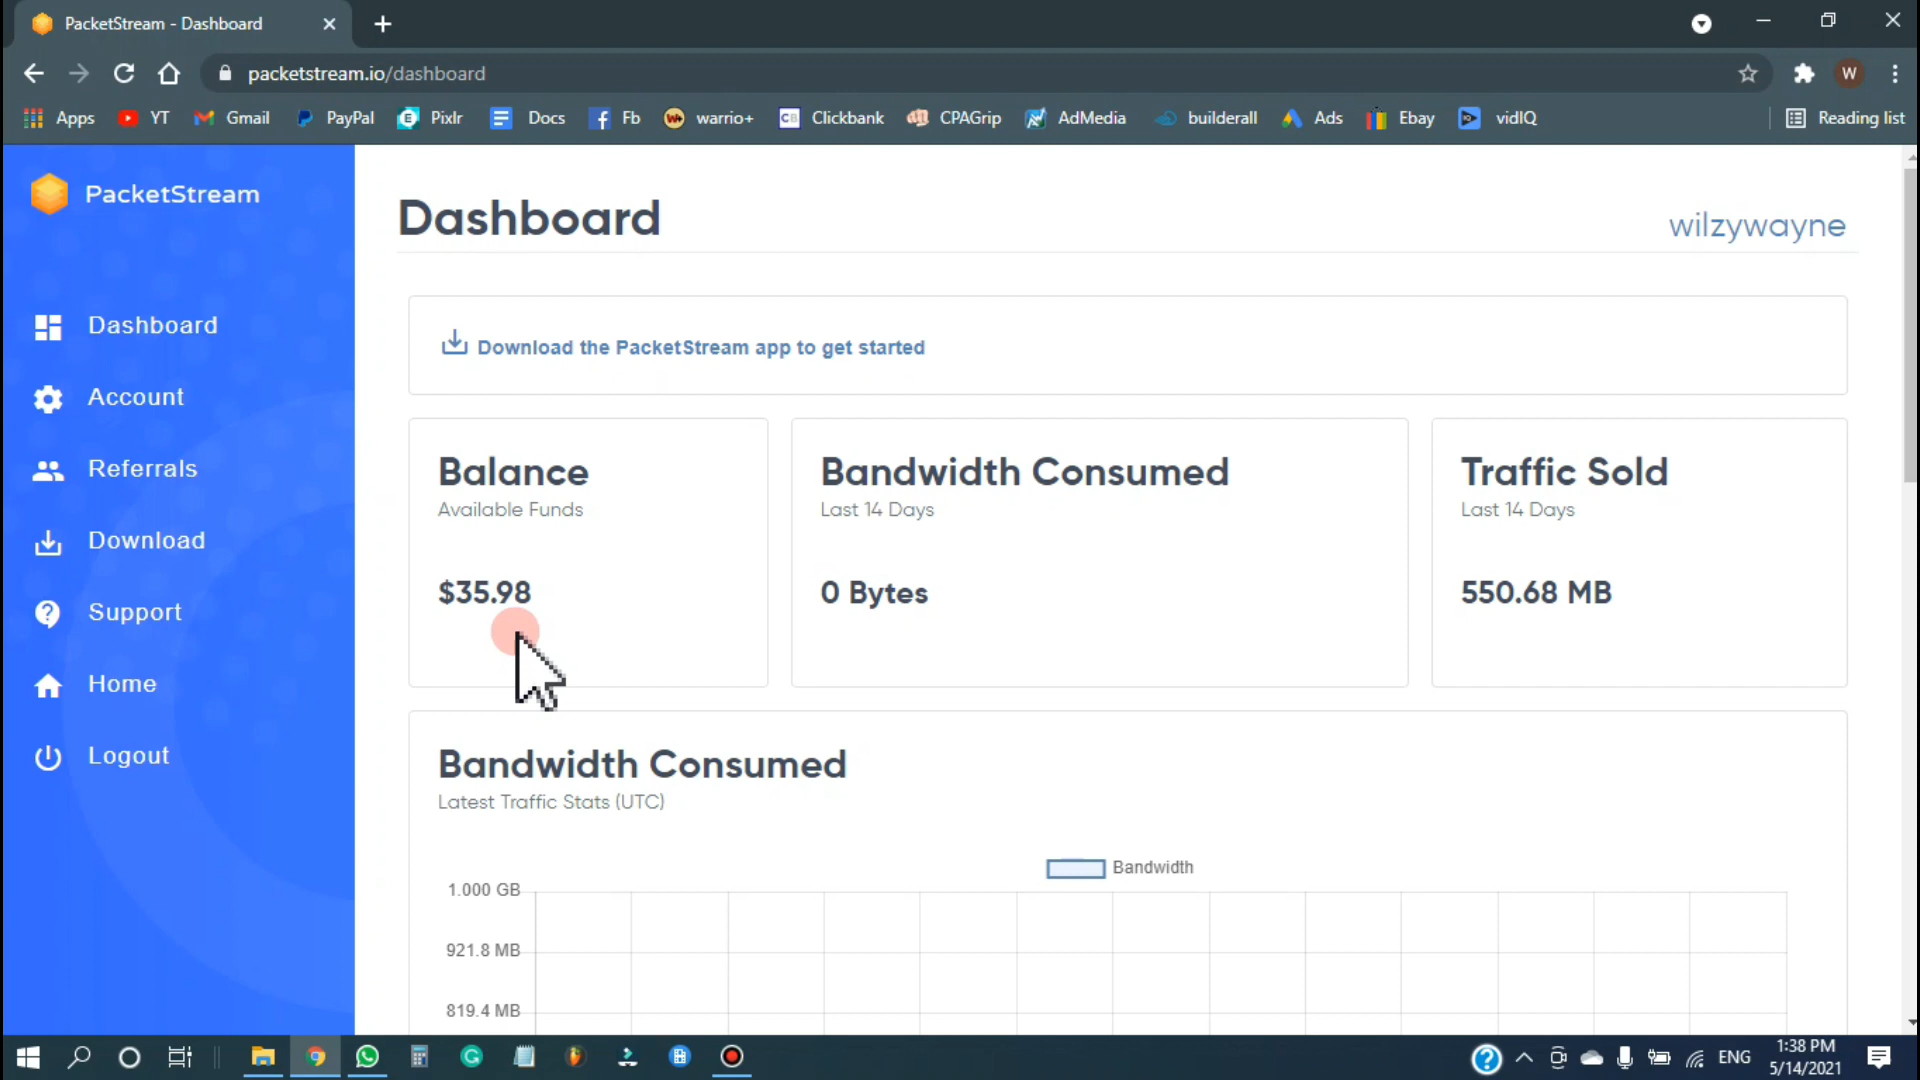 PacketStream - Dashboard
packetstream.io/dashboard
W
Apps YT Gmail PayPal Pixlr Docs Fb warrio+ Clickbank CPAGrip AdMedia builderall Ads Ebay vidIQ Reading list
PacketStream
Dashboard
Account
Referrals
Download
Support
Home
Logout
Dashboard
wilzywayne
Download the PacketStream app to get started
Balance
Available Funds
$35.98
Bandwidth Consumed
Last 14 Days
0 Bytes
Traffic Sold
Last 14 Days
550.68 MB
Bandwidth Consumed
Latest Traffic Stats (UTC)
Bandwidth
1.000 GB
921.8 MB
819.4 MB
ENG
1:38 PM
5/14/2021